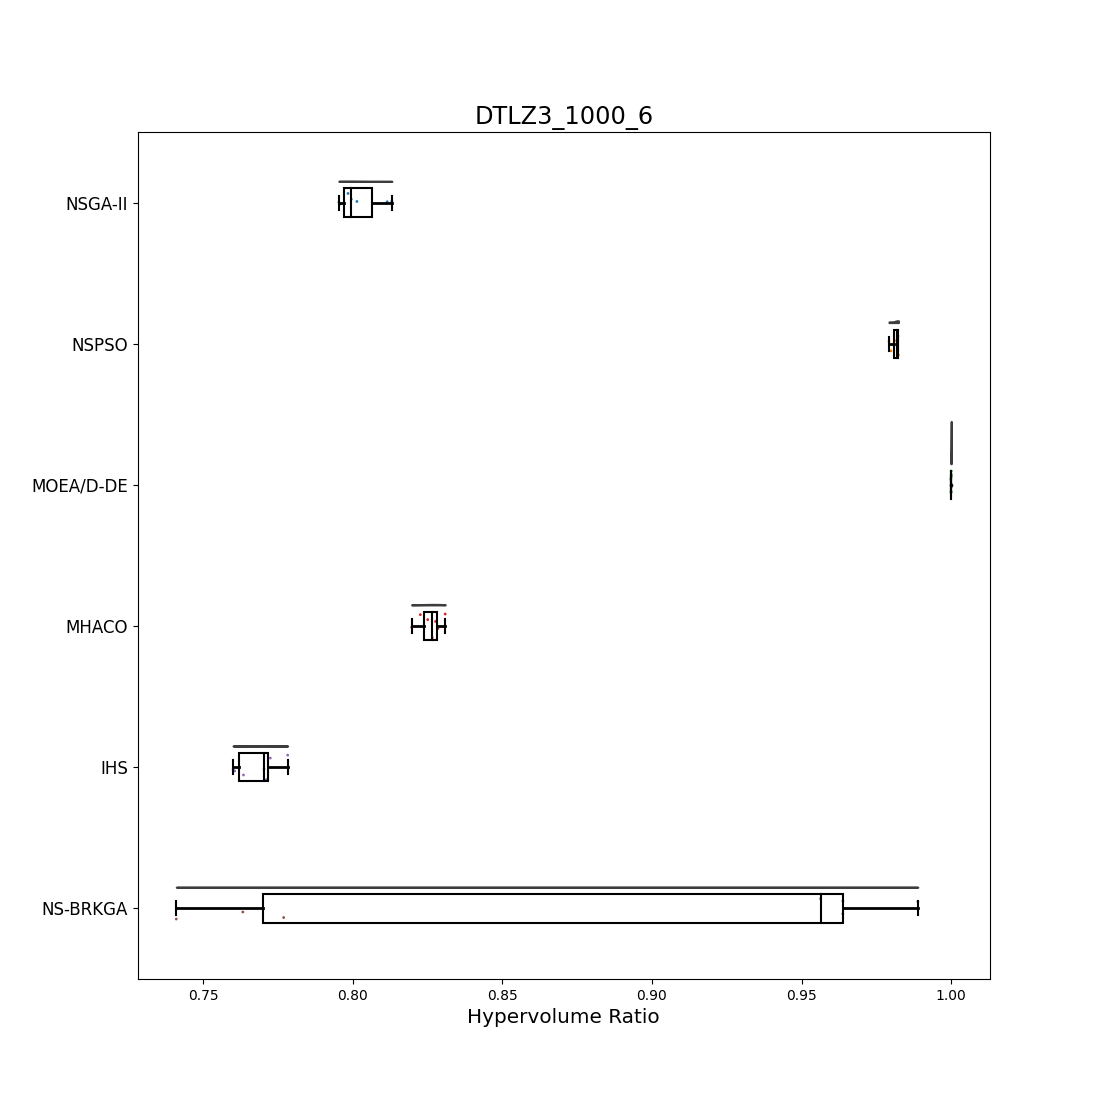 DTLZ3_1000_6
NSGA-II
NSPSO
MOEA/D-DE
MHACO
IHS
NS-BRKGA
0.75 0.80 0.85 0.90 0.95 1.00
Hypervolume Ratio